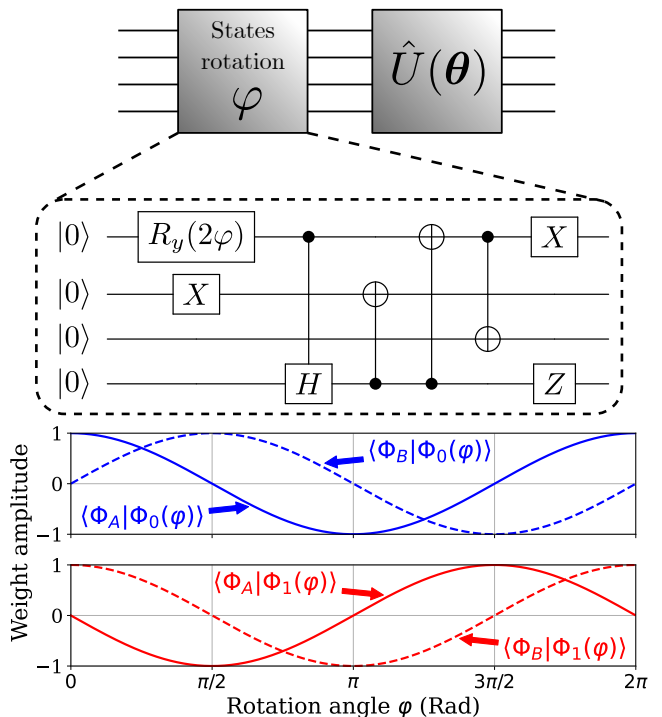 States
rotation
φ
Û(θ)
|0⟩ R_y(2φ) X
|0⟩ X
|0⟩
|0⟩ H Z
Weight amplitude
1
0
−1
⟨Φ_B|Φ_0(φ)⟩
⟨Φ_A|Φ_0(φ)⟩
1
0
−1
⟨Φ_A|Φ_1(φ)⟩
⟨Φ_B|Φ_1(φ)⟩
0 π/2 π 3π/2 2π
Rotation angle φ (Rad)